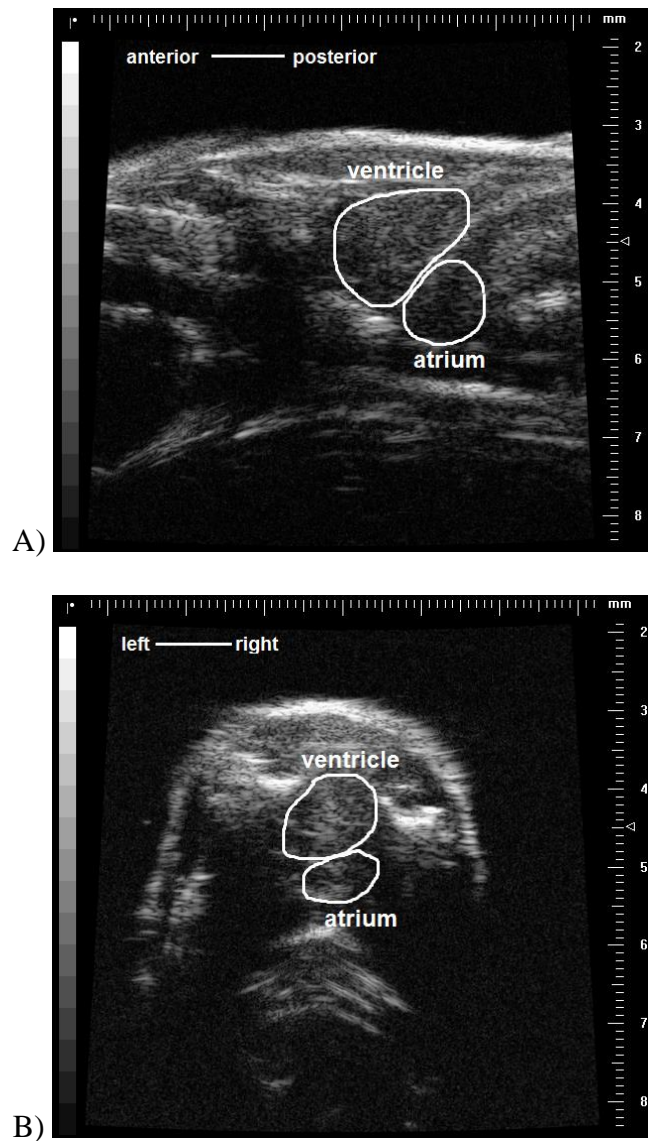 mm
anterior posterior
2
3
ventricle
4
5
atrium
6
7
8
A)
mm
left right
2
3
ventricle
4
5
atrium
6
7
8
B)